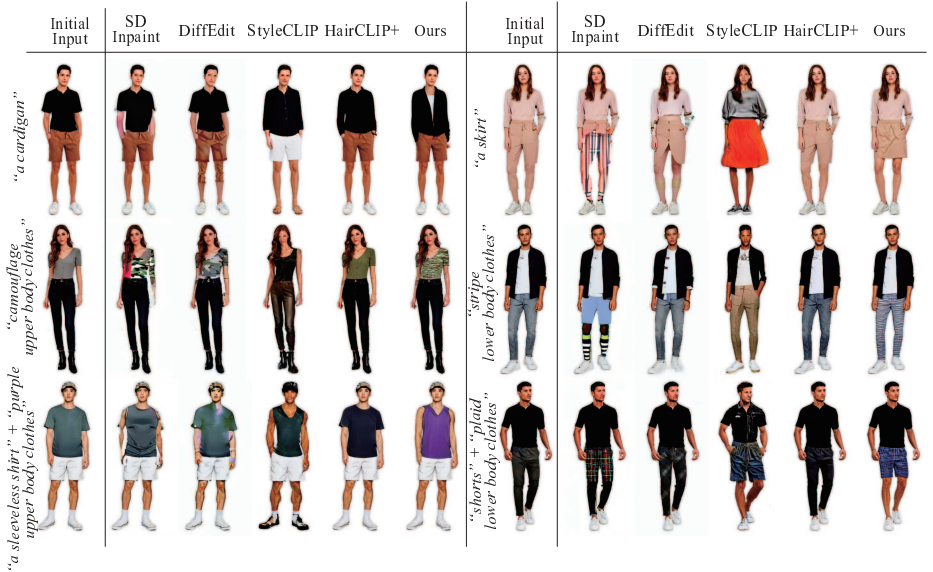 Initial Input
SD Inpaint
DiffEdit
StyleCLIP
HairCLIP+
Ours
Initial Input
SD Inpaint
DiffEdit
StyleCLIP
HairCLIP+
Ours
“a cardigan”
“a skirt”
“camouflage
upper body clothes”
“stripe
lower body clothes”
“a sleeveless shirt” + “purple
upper body clothes”
“shorts” + “plaid
lower body clothes”